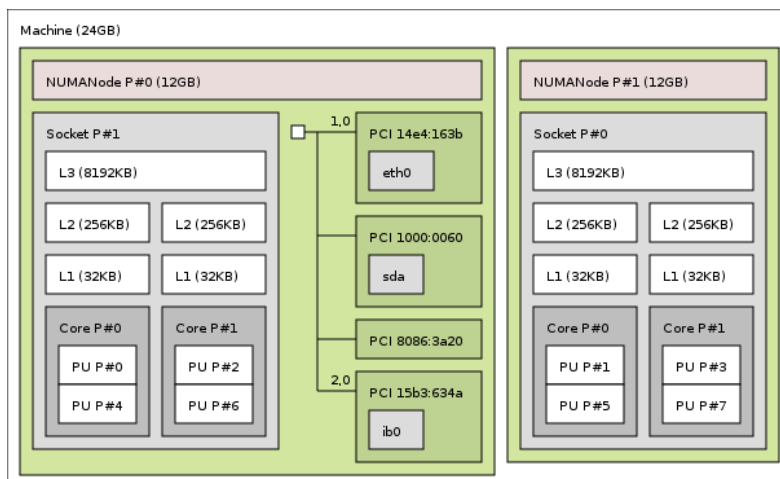 Machine (24GB)
NUMANode P#0 (12GB)
Socket P#1
L3 (8192KB)
L2 (256KB)
L2 (256KB)
L1 (32KB)
L1 (32KB)
Core P#0
PU P#0
PU P#4
Core P#1
PU P#2
PU P#6
1,0
PCI 14e4:163b
eth0
PCI 1000:0060
sda
PCI 8086:3a20
2,0
PCI 15b3:634a
ib0
NUMANode P#1 (12GB)
Socket P#0
L3 (8192KB)
L2 (256KB)
L2 (256KB)
L1 (32KB)
L1 (32KB)
Core P#0
PU P#1
PU P#5
Core P#1
PU P#3
PU P#7